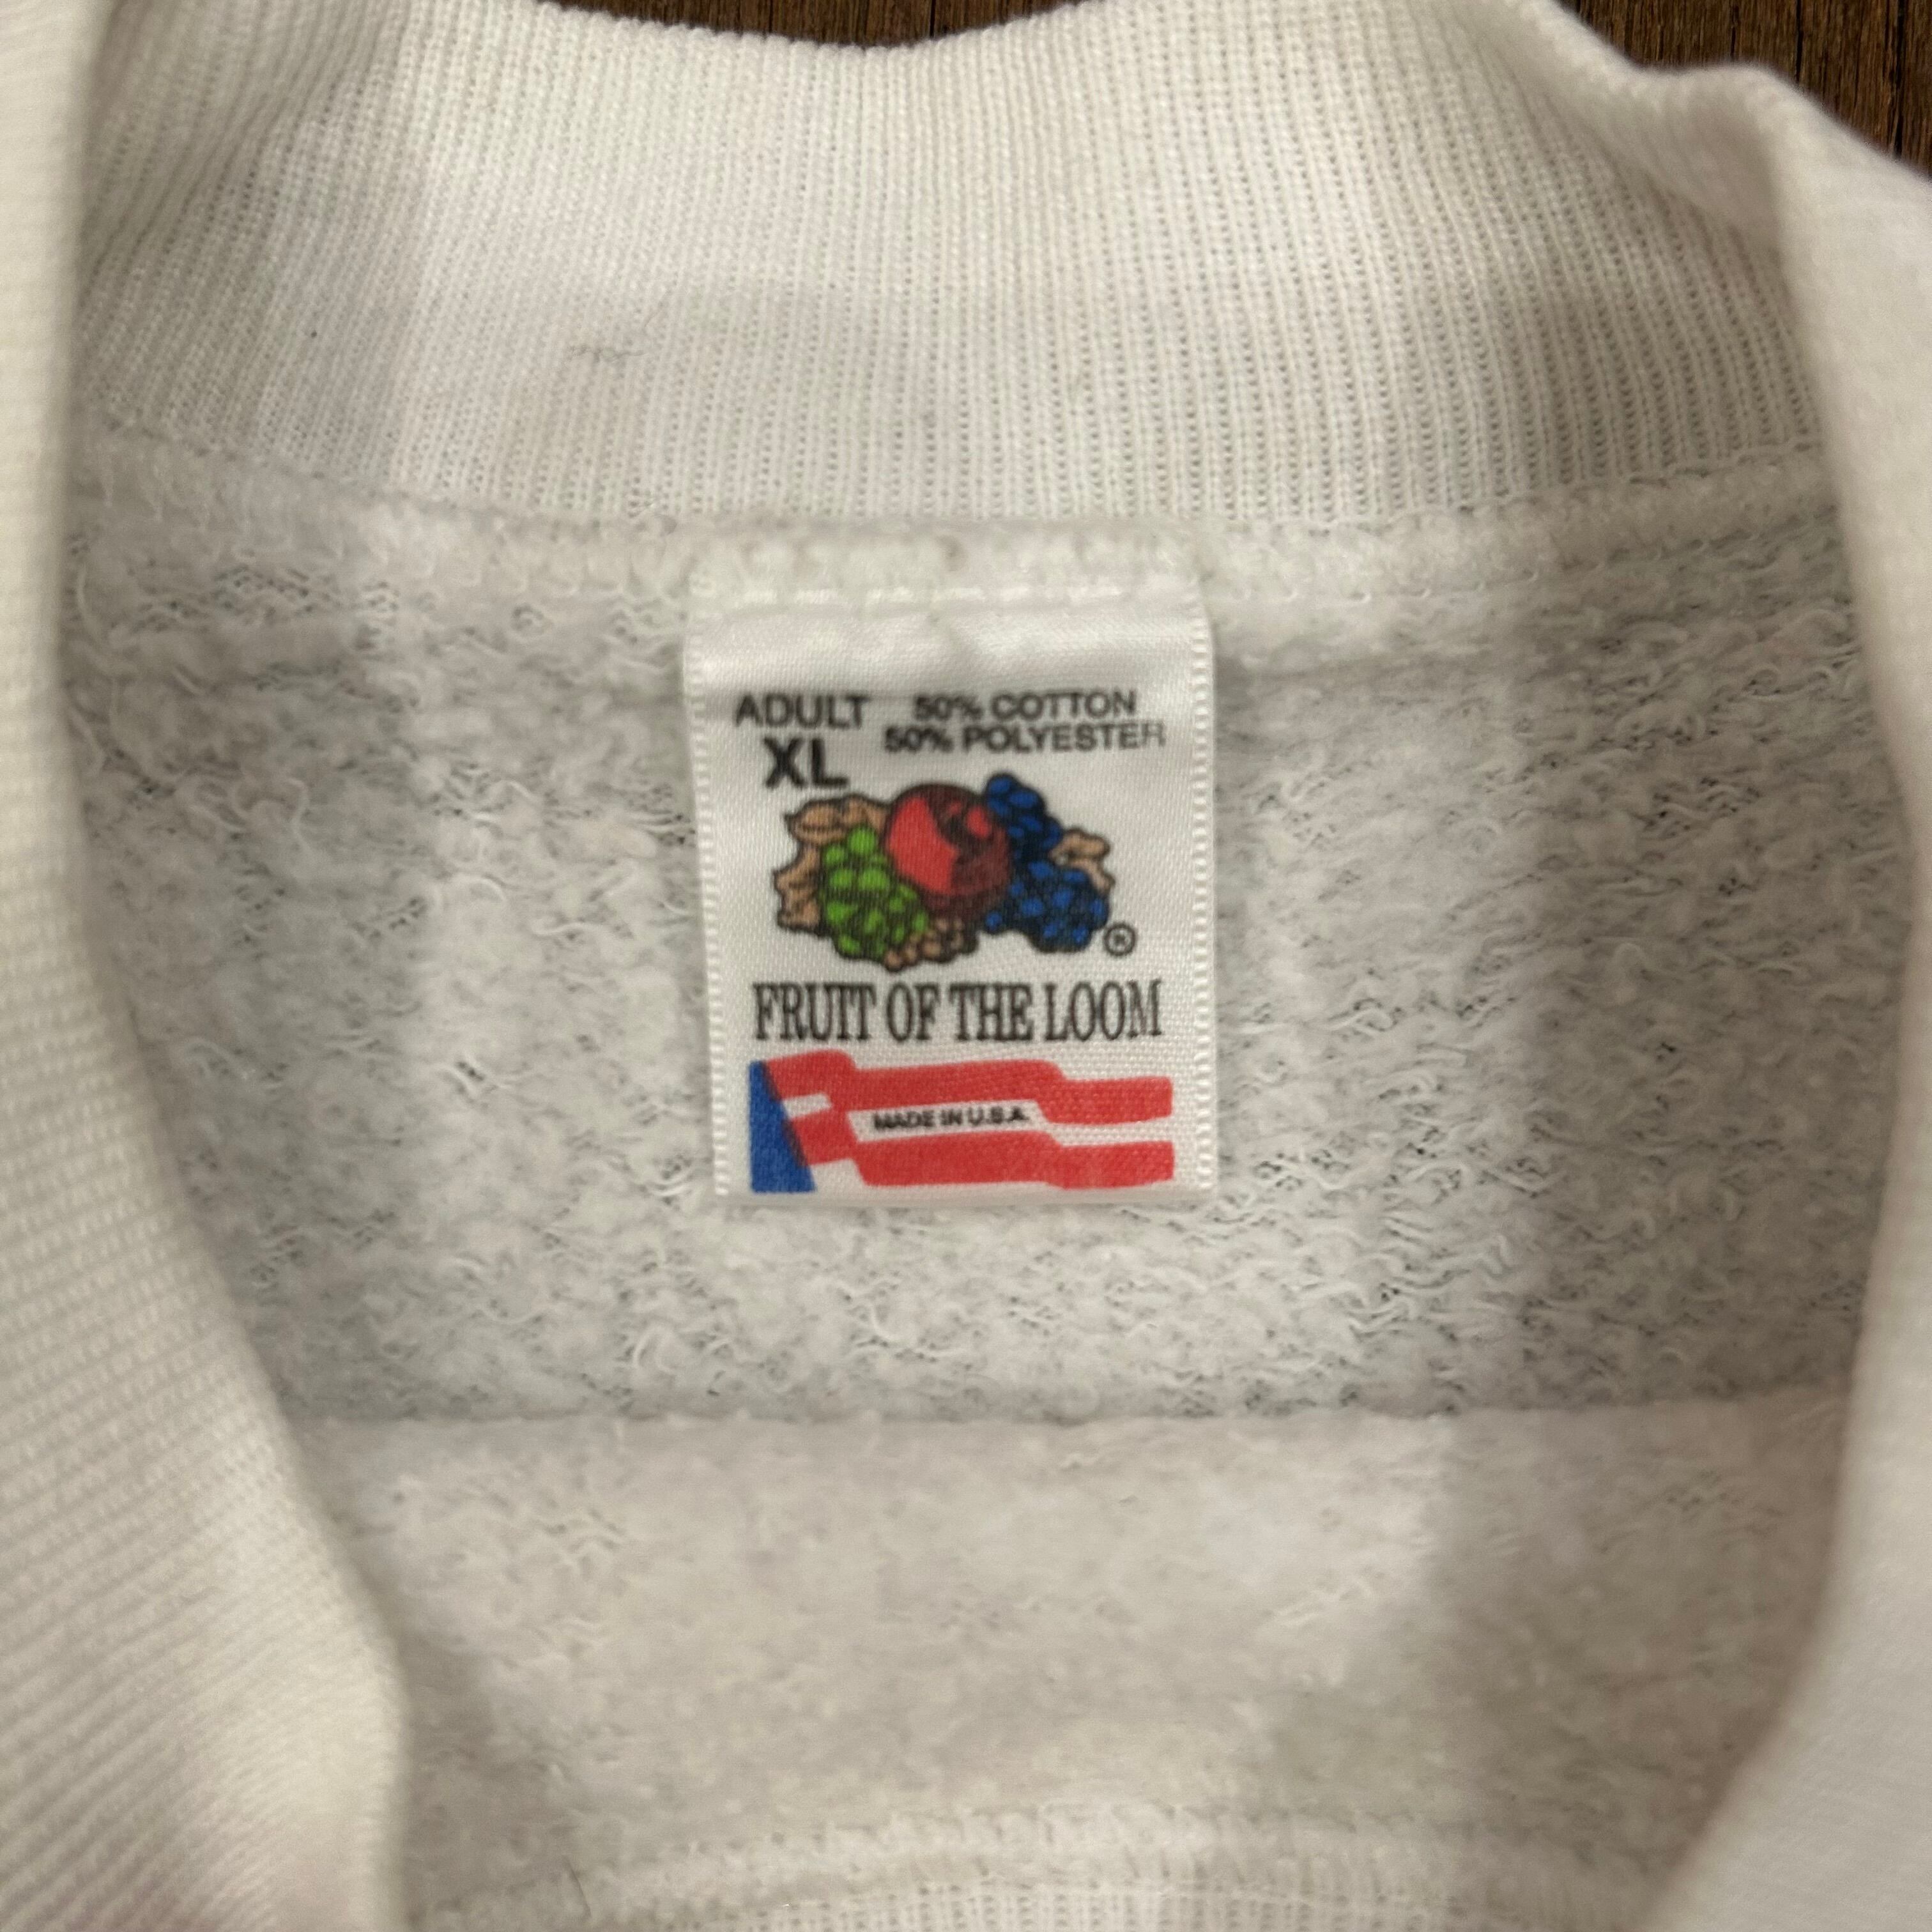 ADULT
XL
50% COTTON
50% POLYESTER
®
FRUIT OF THE LOOM
MADE IN U.S.A.